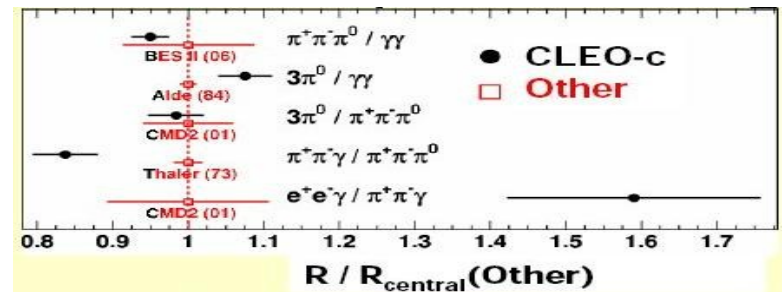 π⁺π⁻π⁰ / γγ
BES II (06)
3π⁰ / γγ
Alde (84)
3π⁰ / π⁺π⁻π⁰
CMD2 (01)
π⁺π⁻γ / π⁺π⁻π⁰
Thaler (73)
e⁺e⁻γ / π⁺π⁻γ
CMD2 (01)
CLEO-c
Other
0.8 0.9 1 1.1 1.2 1.3 1.4 1.5 1.6 1.7
R / Rcentral(Other)